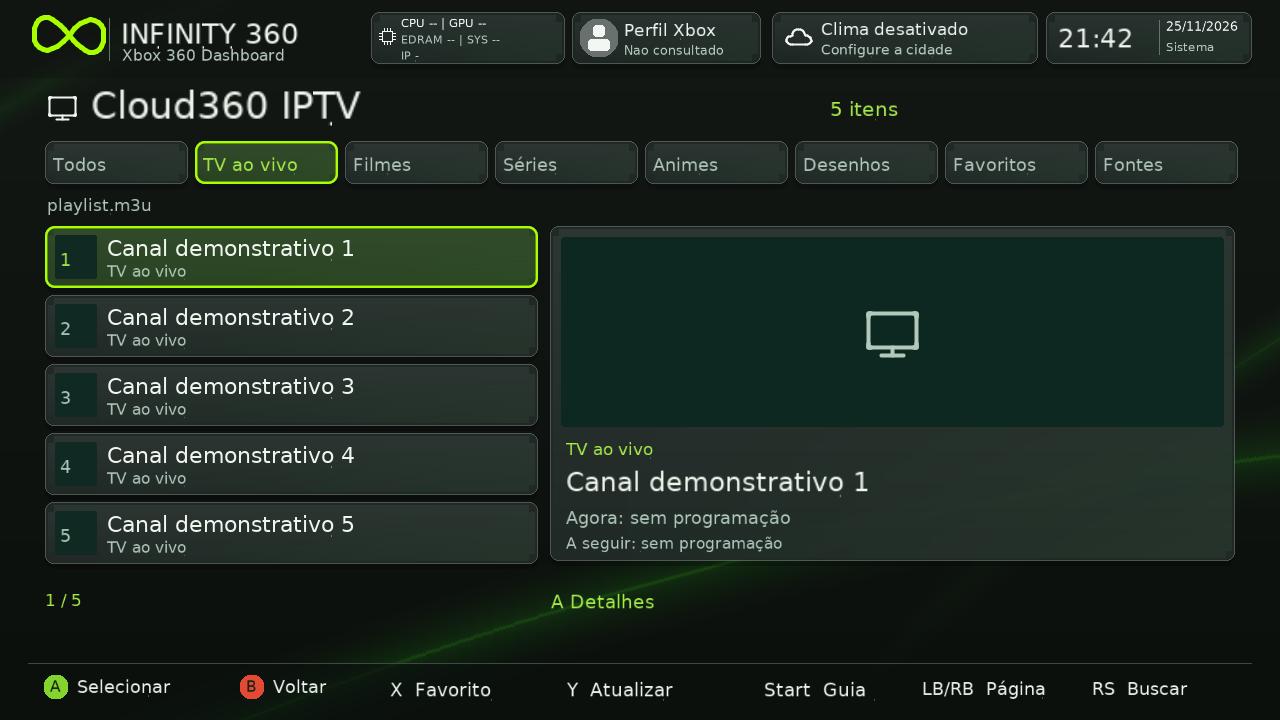 INFINITY 360
Xbox 360 Dashboard
CPU -- | GPU --
EDRAM -- | SYS --
IP -
Perfil Xbox
Nao consultado
Clima desativado
Configure a cidade
21:42
25/11/2026
Sistema
Cloud360 IPTV
5 itens
Todos
TV ao vivo
Filmes
Séries
Animes
Desenhos
Favoritos
Fontes
playlist.m3u
1
Canal demonstrativo 1
TV ao vivo
2
Canal demonstrativo 2
TV ao vivo
3
Canal demonstrativo 3
TV ao vivo
4
Canal demonstrativo 4
TV ao vivo
5
Canal demonstrativo 5
TV ao vivo
TV ao vivo
Canal demonstrativo 1
Agora: sem programação
A seguir: sem programação
1 / 5
A Detalhes
A Selecionar
B Voltar
X Favorito
Y Atualizar
Start Guia
LB/RB Página
RS Buscar